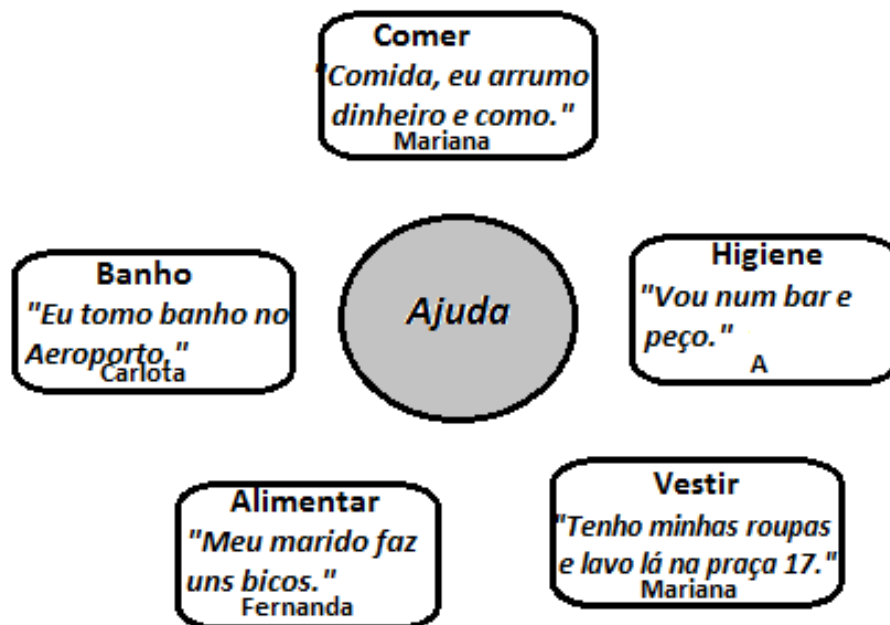 Comer
"Comida, eu arrumo
dinheiro e como."
Mariana
Banho
"Eu tomo banho no
Aeroporto."
Carlota
Ajuda
Higiene
"Vou num bar e
peço."
A
Alimentar
"Meu marido faz
uns bicos."
Fernanda
Vestir
"Tenho minhas roupas
e lavo lá na praça 17."
Mariana